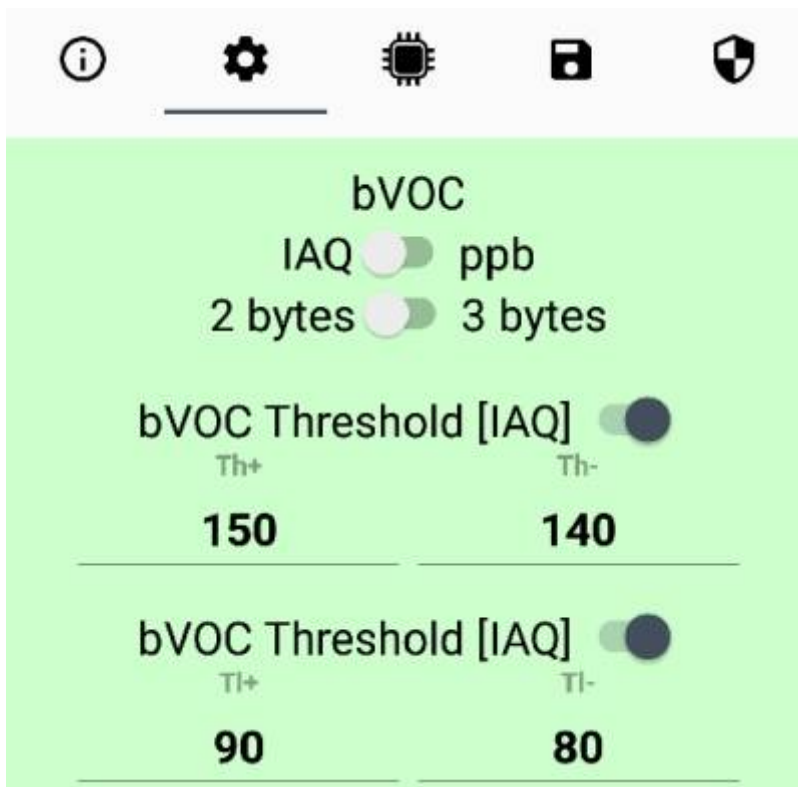 bVOC
IAQ ppb
2 bytes 3 bytes
bVOC Threshold [IAQ]
Th+ Th-
150 140
bVOC Threshold [IAQ]
Tl+ Tl-
90 80